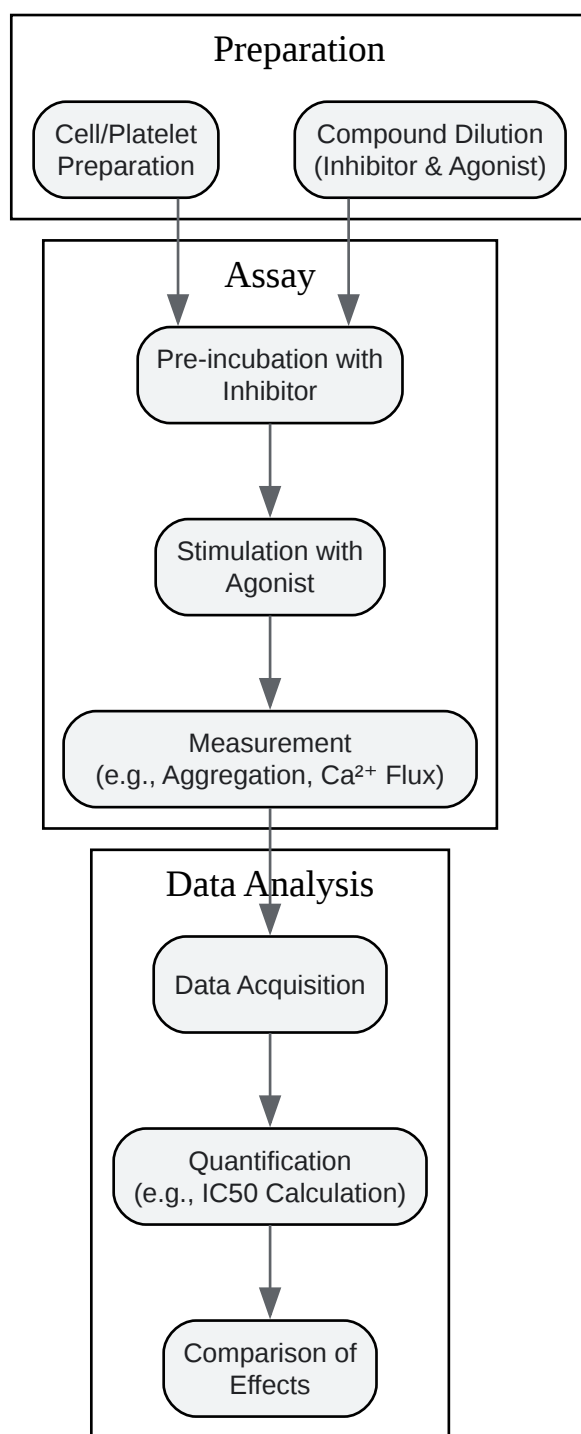 Preparation
Cell/Platelet
Preparation
Compound Dilution
(Inhibitor & Agonist)
Assay
Pre-incubation with
Inhibitor
Stimulation with
Agonist
Measurement
(e.g., Aggregation, Ca²⁺ Flux)
Data Analysis
Data Acquisition
Quantification
(e.g., IC50 Calculation)
Comparison of
Effects